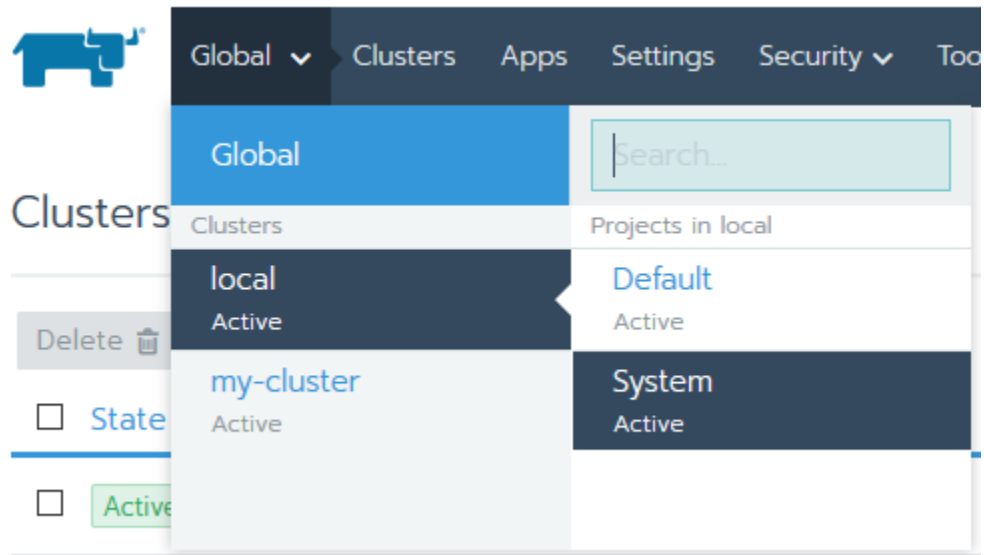 Global Clusters Apps Settings Security Too
Global Search...
Clusters
Clusters Projects in local
local Default
Active Active
Delete
my-cluster System
State
Active Active
Active